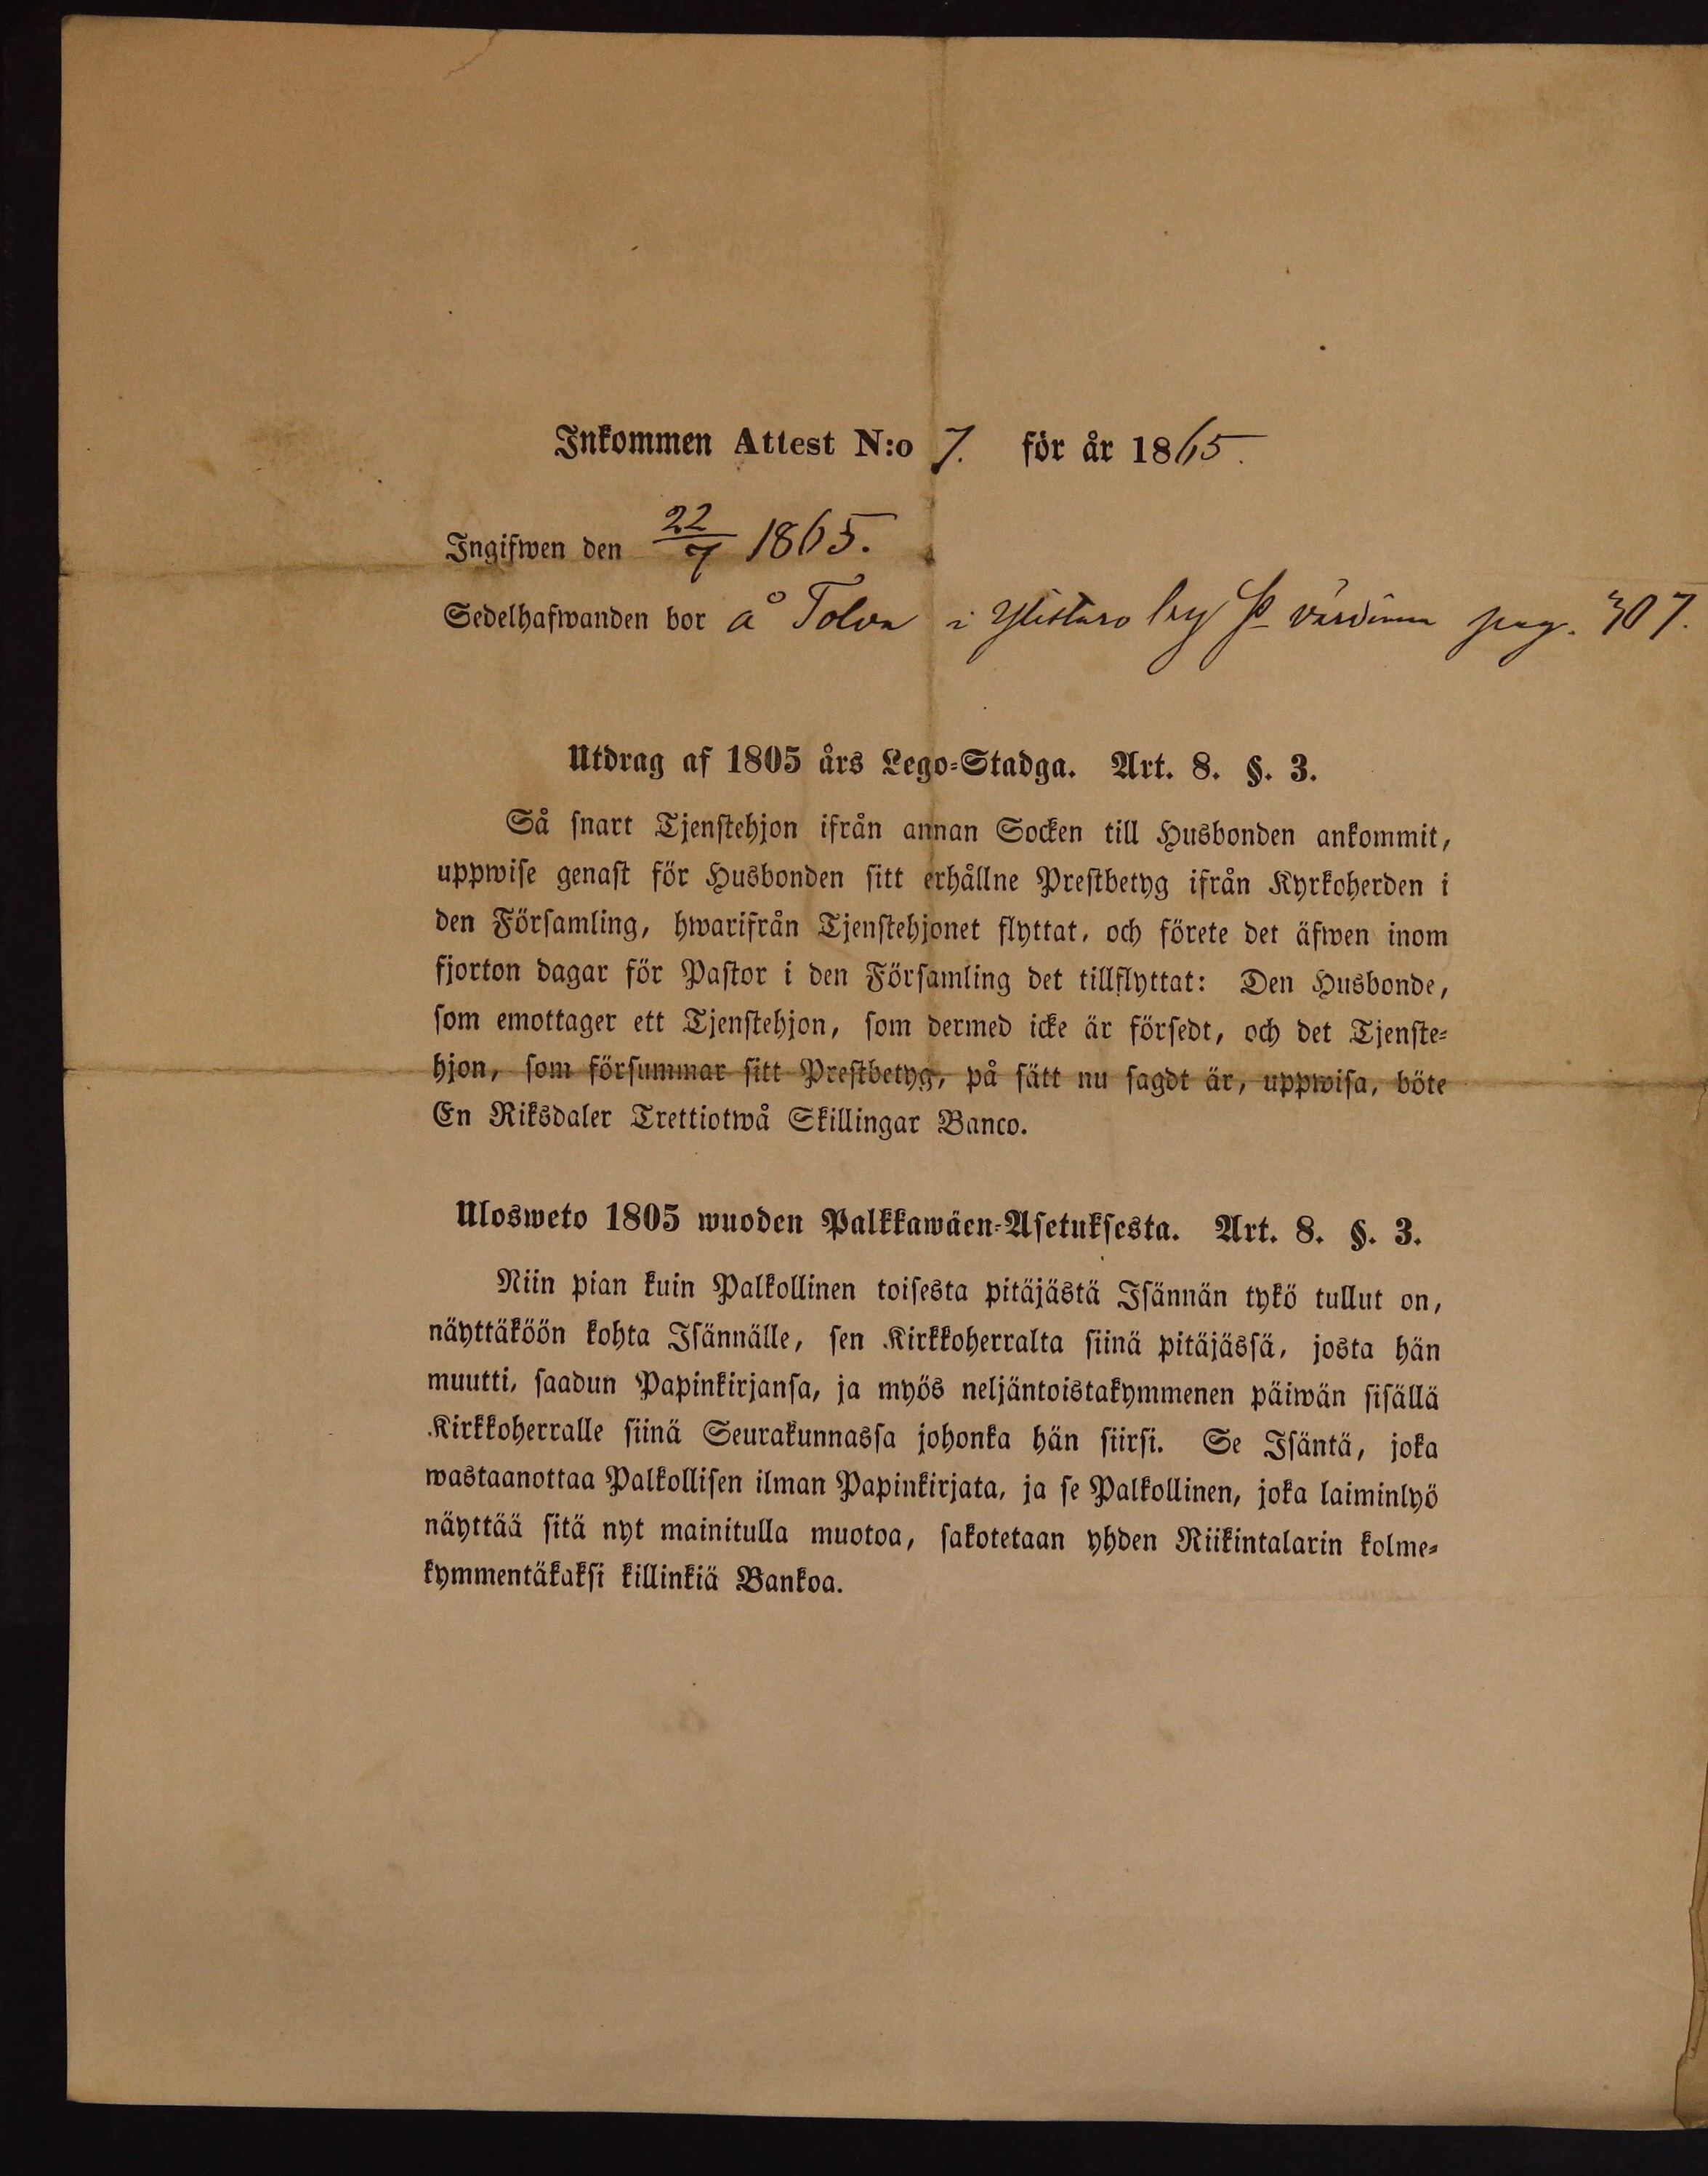 Inkommen Attest N:o 7. för år 1865.
Ingifwen den 22/7 1865.
Sedelhafwanden bor å Tolva i Ylistaro by pag. 307.
Utdrag af 1805 års Lego-Stadga. Art. 8. §. 3.
Så snart Tjenstehjon ifrån annan Socken till Husbonden ankommit,
uppwise genast för Husbonden sitt erhållne Prestbetyg ifrån Kyrkoherden i
den Församling, hwarifrån Tjenstehjonet flyttat, och förete det äfwen inom
fjorton dagar för Pastor i den Församling det tillflyttat: Den Husbonde,
som emottager ett Tjenstehjon, som dermed icke är försedt, och det Tjenste-
hjon, som försummar sitt Prestbetyg, på sätt nu sagdt är, uppwisa, böte
En Riksdaler Trettiotwå Skillingar Banco.
Ulosweto 1805 wuoden Palkkawäen-Asetuksesta. Art. 8. §. 3.
Niin pian kuin Palkollinen toisesta pitäjästä Isännän tykö tullut on,
näyttäköön kohta Isännälle, sen Kirkkoherralta siinä pitäjässä, josta hän
muutti, saadun Papinkirjansa, ja myös neljäntoistakymmenen päiwän sisällä
Kirkkoherralle siinä Seurakunnassa johonka hän siirsi. Se Isäntä, joka
wastaanottaa Palkollisen ilman Papinkirjata, ja se Palkollinen, joka laiminlyö
näyttää sitä nyt mainitulla muotoa, sakotetaan yhden Riikintalarin kolme-
kymmentäkaksi killinkiä Bankoa.